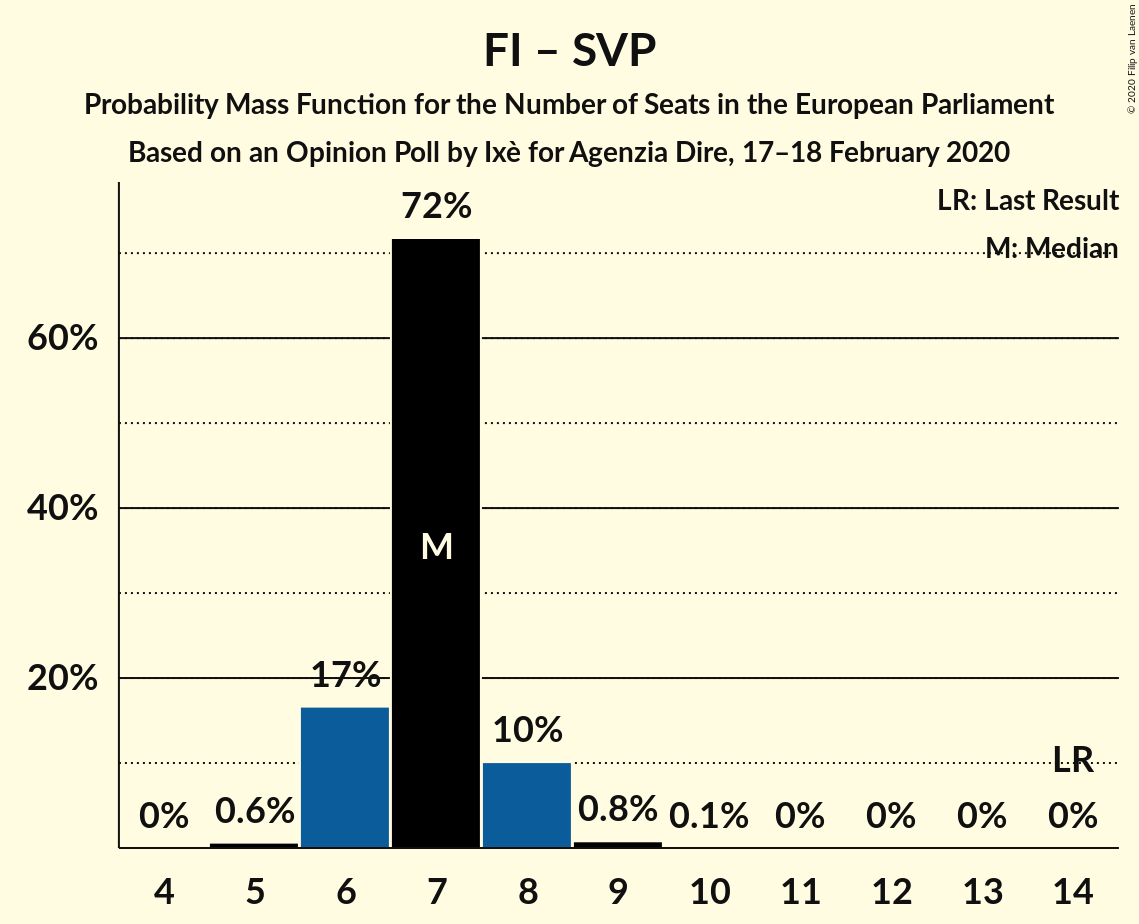 FI – SVP
Probability Mass Function for the Number of Seats in the European Parliament
Based on an Opinion Poll by Ixè for Agenzia Dire, 17–18 February 2020
© 2020 Filip van Laenen
LR: Last Result
M: Median
60%
40%
20%
0%
0.6%
17%
72%
M
10%
0.8%
0.1%
0%
0%
0%
LR
0%
4 5 6 7 8 9 10 11 12 13 14